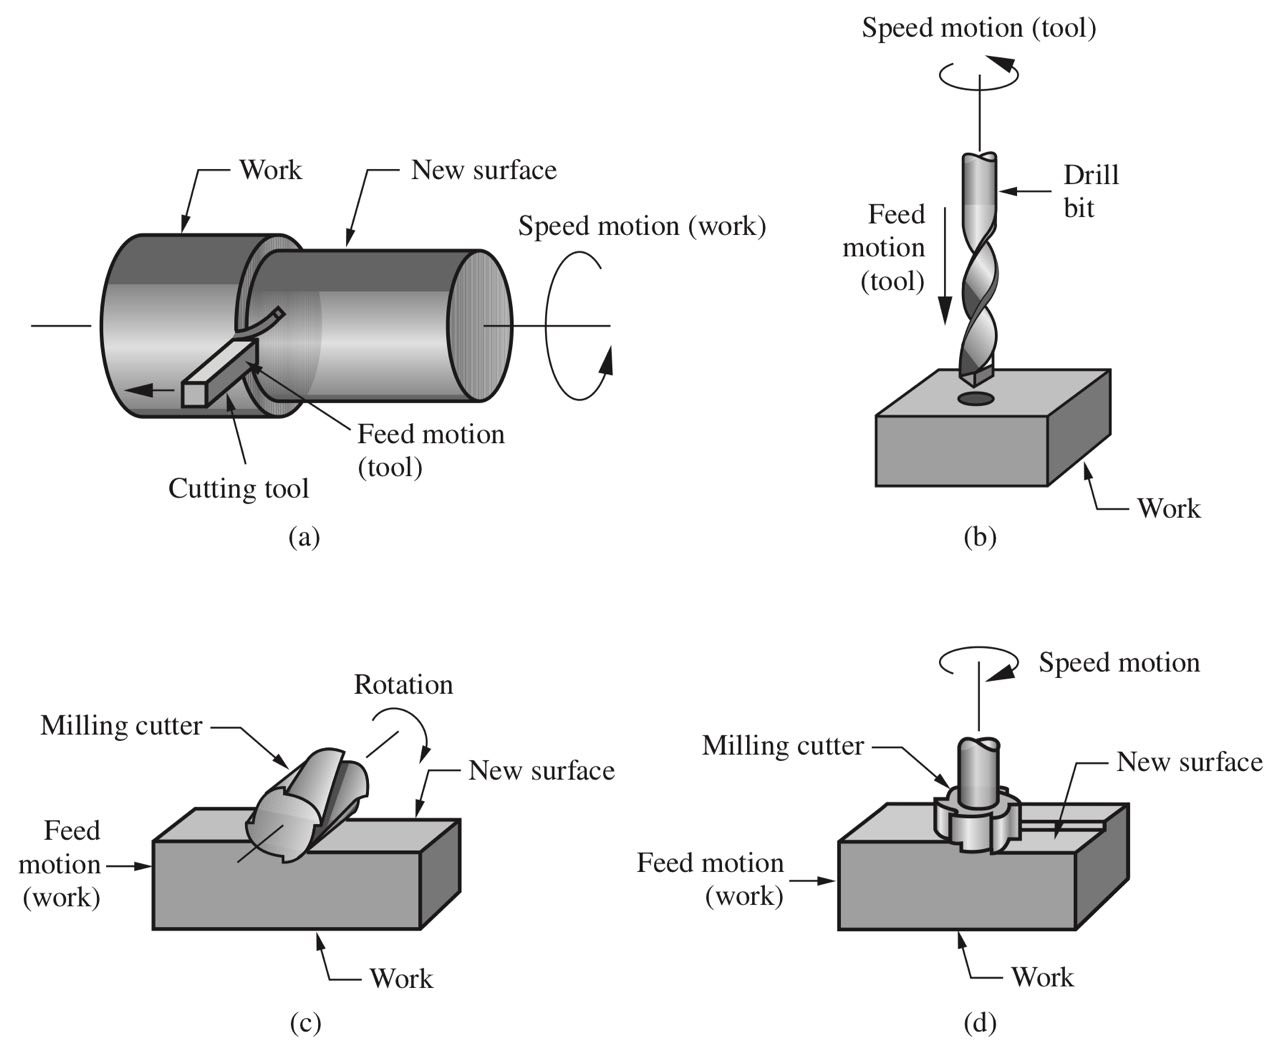 Work
New surface
Speed motion (work)
Feed motion
(tool)
Cutting tool
(a)
Speed motion (tool)
Drill
bit
Feed
motion
(tool)
Work
(b)
Rotation
Milling cutter
New surface
Feed
motion
(work)
Work
(c)
Speed motion
Milling cutter
New surface
Feed motion
(work)
Work
(d)